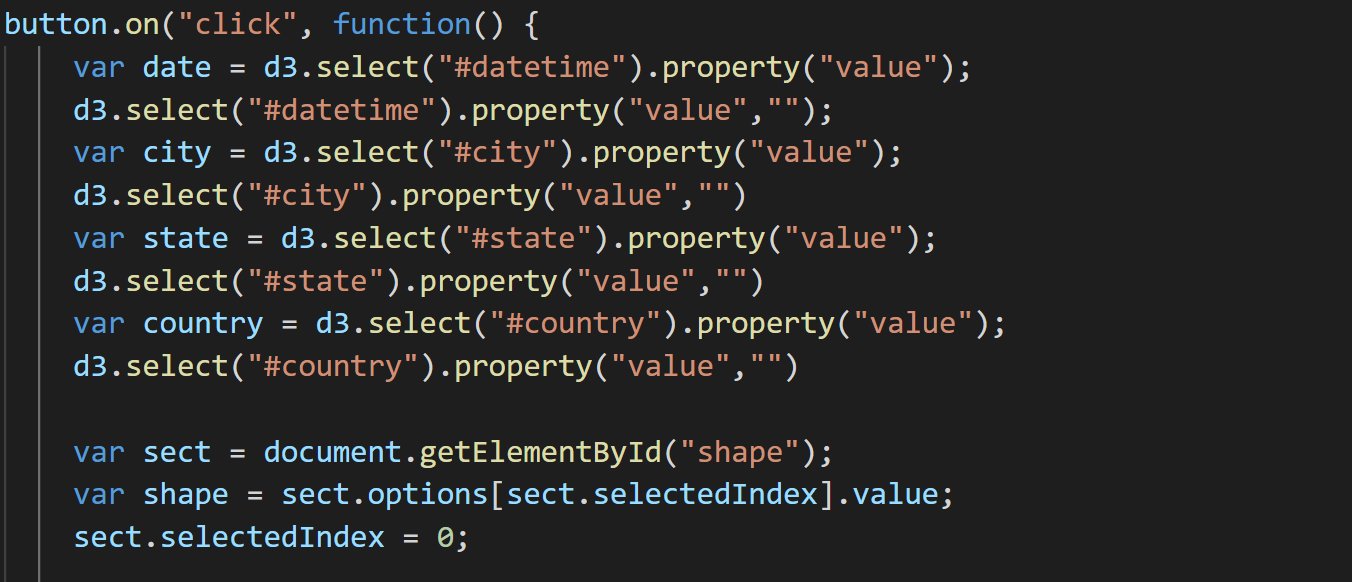 button.on("click", function() {
var date = d3.select("#datetime").property("value");
d3.select("#datetime").property("value","");
var city = d3.select("#city").property("value");
d3.select("#city").property("value","")
var state = d3.select("#state").property("value");
d3.select("#state").property("value","")
var country = d3.select("#country").property("value");
d3.select("#country").property("value","")
var sect = document.getElementById("shape");
var shape = sect.options[sect.selectedIndex].value;
sect.selectedIndex = 0;